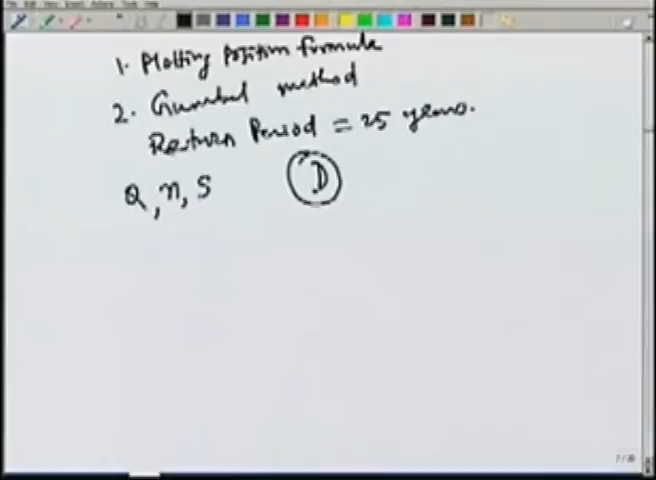 1. Plotting position formula
2. Gumbel method
Return Period = 25 years.
Q, n, S D